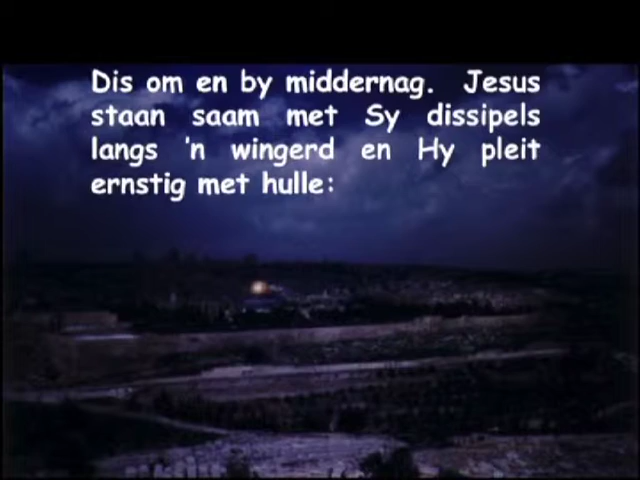 Dis om en by middernag. Jesus
staan saam met Sy dissipels
langs 'n wingerd en Hy pleit
ernstig met hulle: